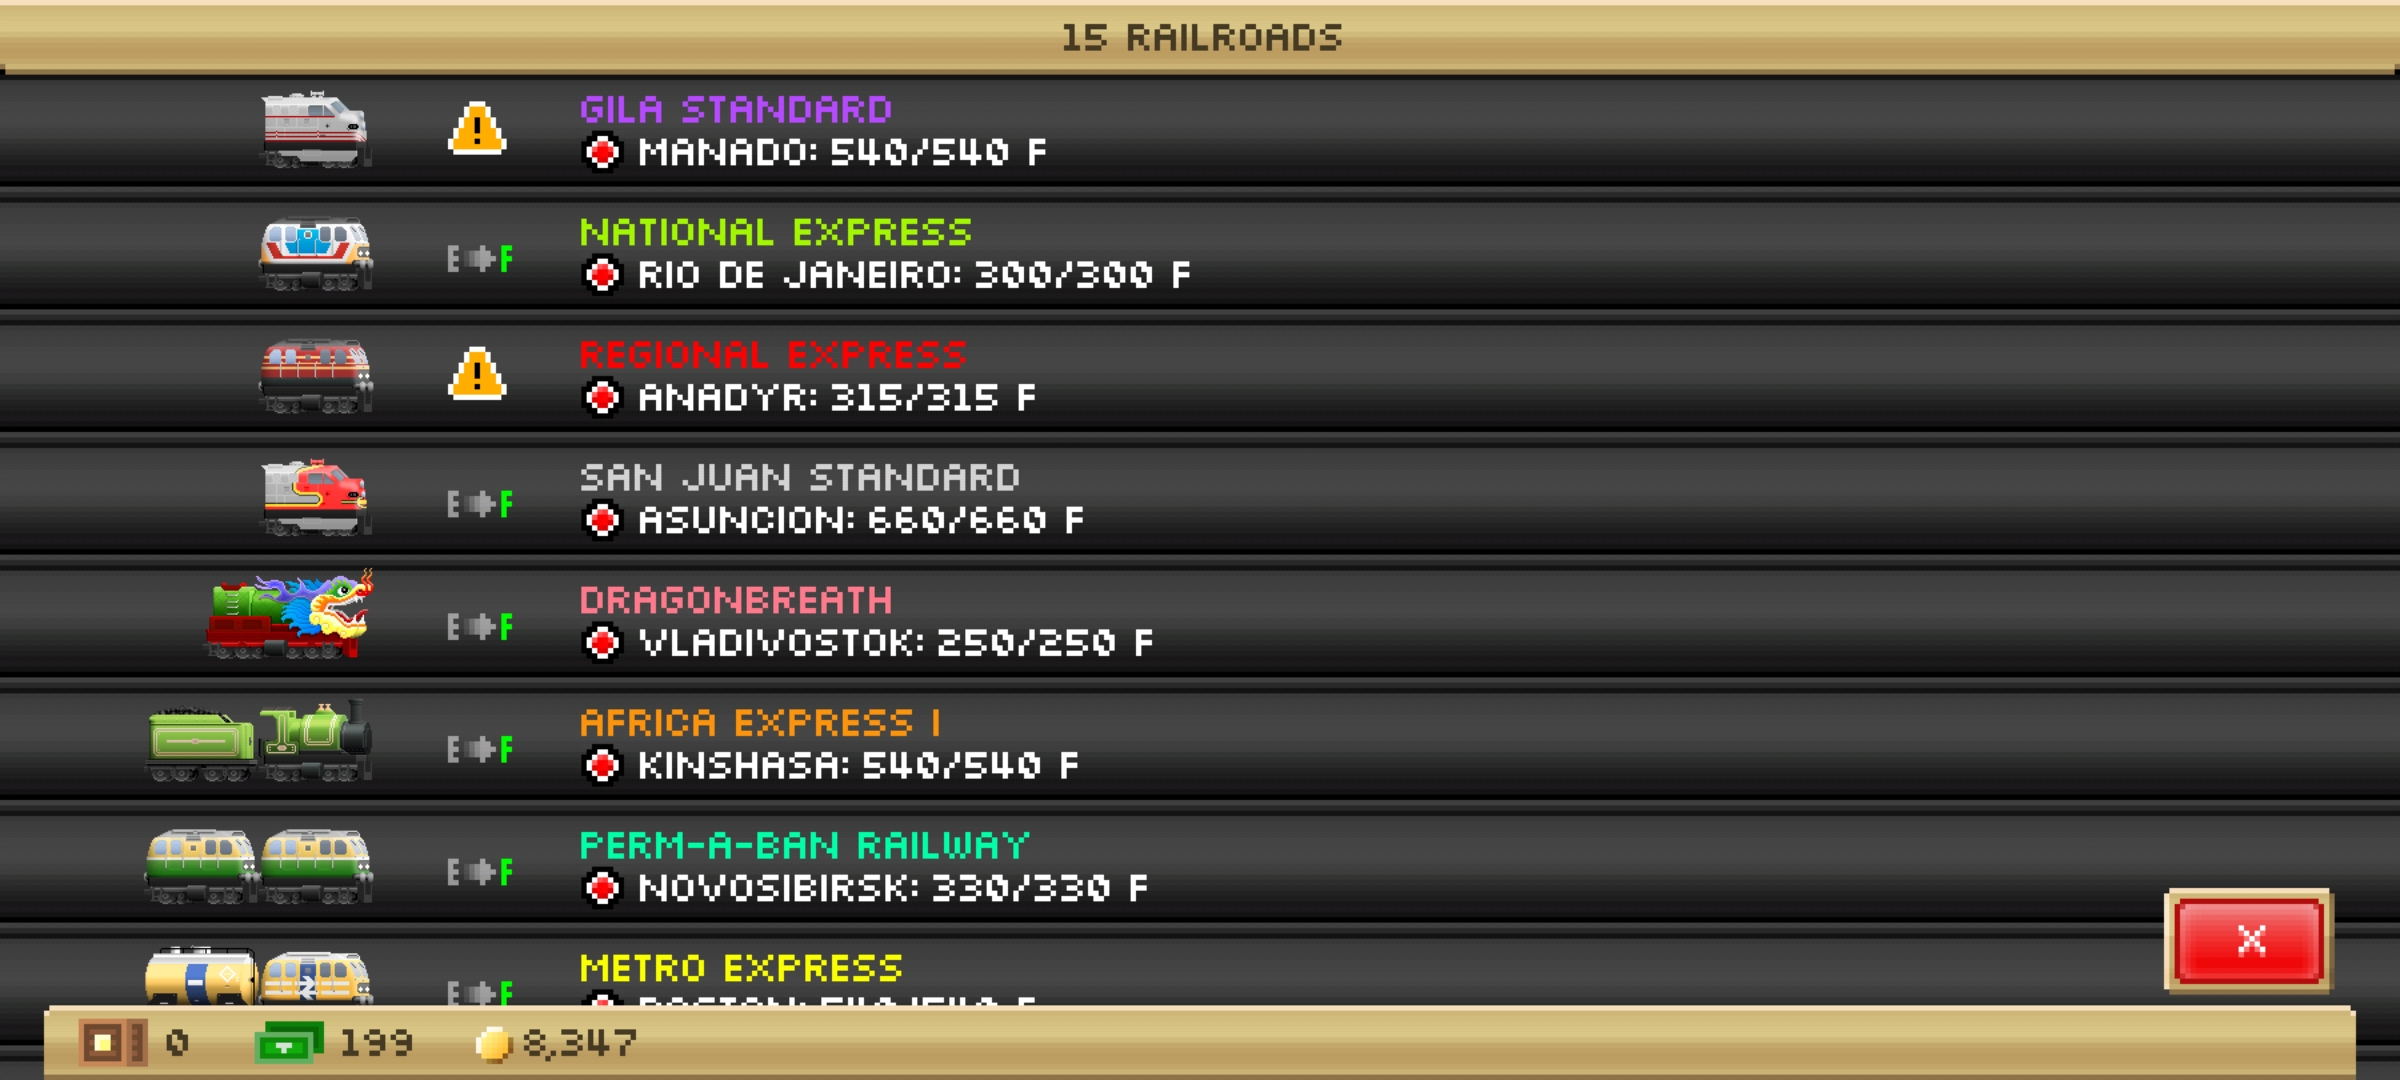 15 RAILROADS
GILA STANDARD
MANADO: 540/540 F
E F
NATIONAL EXPRESS
RIO DE JANEIRO: 300/300 F
REGIONAL EXPRESS
ANADYR: 315/315 F
E F
SAN JUAN STANDARD
ASUNCION: 660/660 F
E F
DRAGONBREATH
VLADIVOSTOK: 250/250 F
E F
AFRICA EXPRESS I
KINSHASA: 540/540 F
E F
PERM-A-BAN RAILWAY
NOVOSIBIRSK: 330/330 F
E F
METRO EXPRESS
X
0 199 8,347